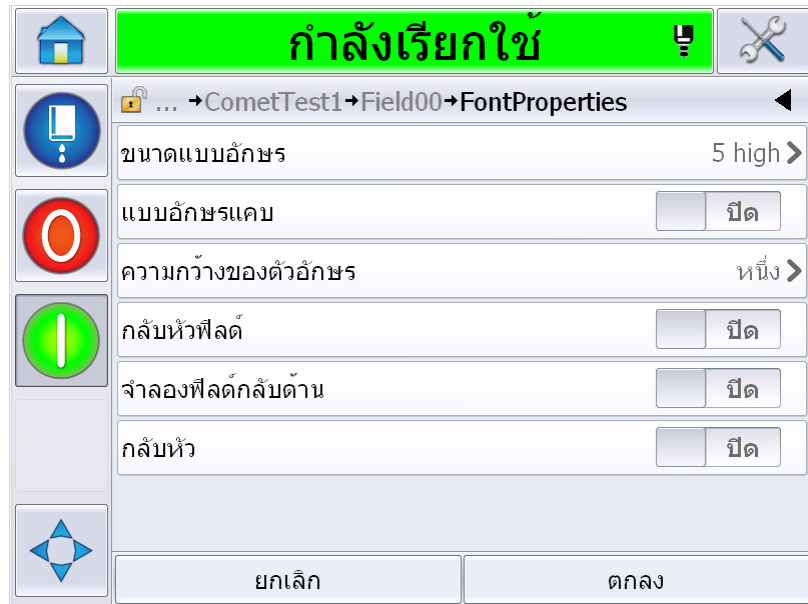 กำลังเรียกใช้
... →CometTest1→Field00→FontProperties
ขนาดแบบอักษร 5 high
แบบอักษรแคบ ปิด
ความกว้างของตัวอักษร หนึ่ง
กลับหัวฟิลด์ ปิด
จำลองฟิลด์กลับด้าน ปิด
กลับหัว ปิด
ยกเลิก ตกลง